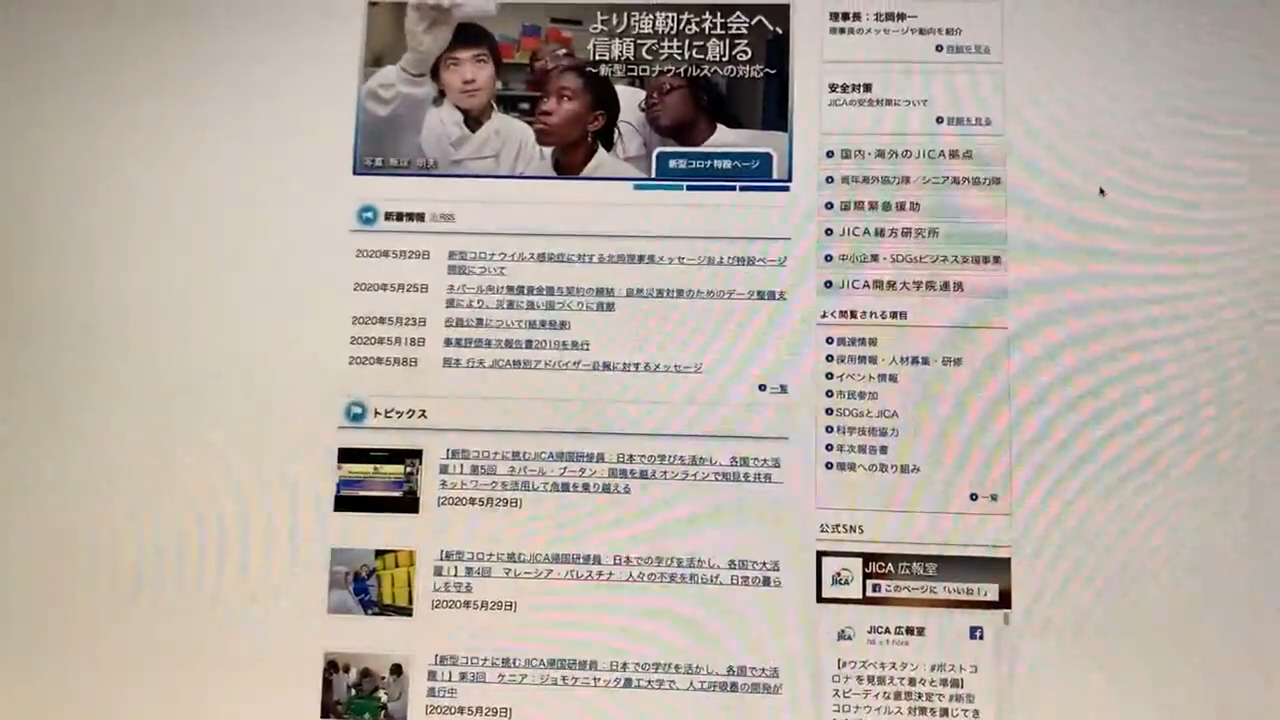 より強靭な社会へ、
信頼で共に創る
～新型コロナウイルスへの対応～
新型コロナ特設ページ
新着情報 RSS
2020年5月29日 新型コロナウイルス感染症に対する北岡理事長メッセージおよび特設ページ
開設について
2020年5月25日 ネパール向け無償資金贈与契約の締結：自然災害対策のためのデータ整備支
援により、災害に強い国づくりに貢献
2020年5月23日 役員公募について(結果発表)
2020年5月18日 事業評価年次報告書2019を発行
2020年5月8日 岡本 行夫 JICA特別アドバイザー訃報に対するメッセージ
一覧
トピックス
【新型コロナに挑むJICA帰国研修員：日本での学びを活かし、各国で大活
躍！】第5回 ネパール・ブータン：国境を越えオンラインで知見を共有
ネットワークを活用して危機を乗り越える
[2020年5月29日]
【新型コロナに挑むJICA帰国研修員：日本での学びを活かし、各国で大活
躍！】第4回 マレーシア・パレスチナ：人々の不安を和らげ、日常の暮ら
しを守る
[2020年5月29日]
【新型コロナに挑むJICA帰国研修員：日本での学びを活かし、各国で大活
躍！】第3回 ケニア：ジョモケニヤッタ農工大学で、人工呼吸器の開発が
進行中
[2020年5月29日]
理事長：北岡伸一
理事長のメッセージや動向を紹介
詳細を見る
安全対策
JICAの安全対策について
詳細を見る
国内・海外のJICA拠点
青年海外協力隊／シニア海外協力隊
国際緊急援助
JICA緒方研究所
中小企業・SDGsビジネス支援事業
JICA開発大学院連携
よく閲覧される項目
調達情報
採用情報・人材募集・研修
イベント情報
市民参加
SDGsとJICA
科学技術協力
年次報告書
環境への取り組み
一覧
公式SNS
JICA 広報室
このページに「いいね！」
JICA 広報室
há ± 1 hora
【#ウズベキスタン：#ポストコ
ロナ を見据えて着々と準備】
スピーディな意思決定で #新型
コロナウイルス 対策を講じてき